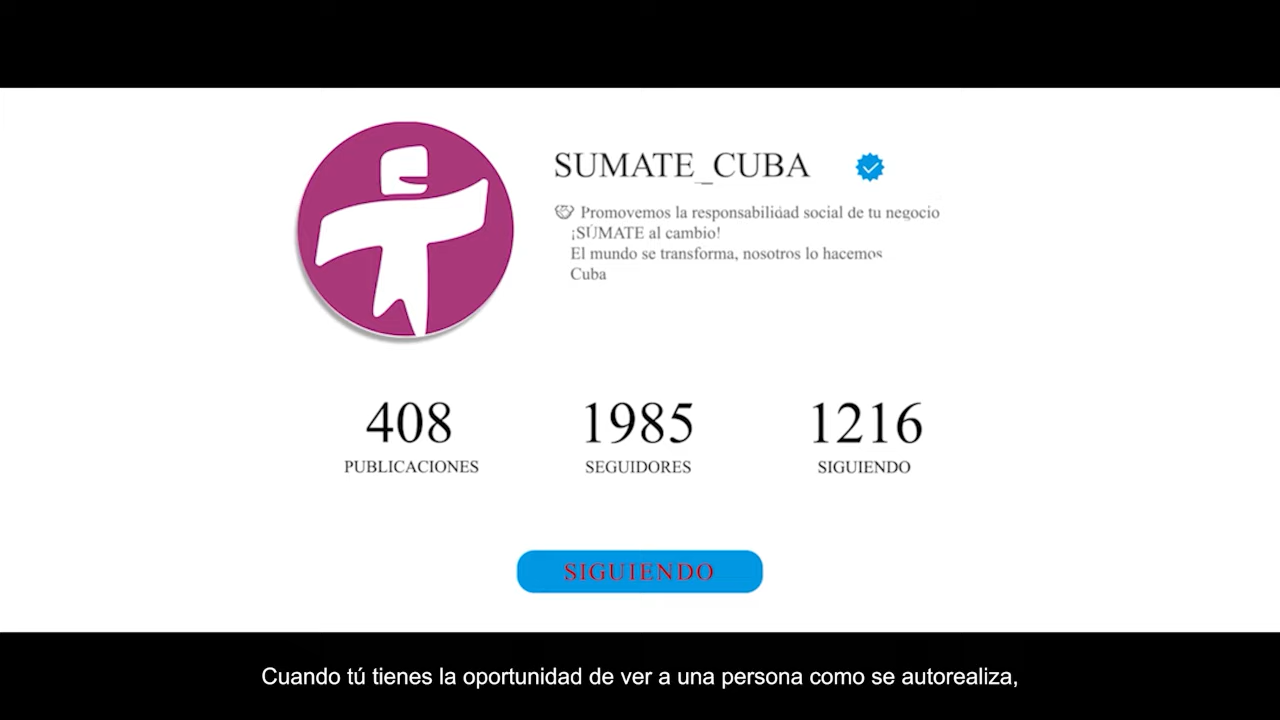 SUMATE_CUBA
Promovemos la responsabilidad social de tu negocio
¡SÚMATE al cambio!
El mundo se transforma, nosotros lo hacemos
Cuba
408 1985 1216
PUBLICACIONES SEGUIDORES SIGUIENDO
SIGUIENDO
Cuando tú tienes la oportunidad de ver a una persona como se autorealiza,